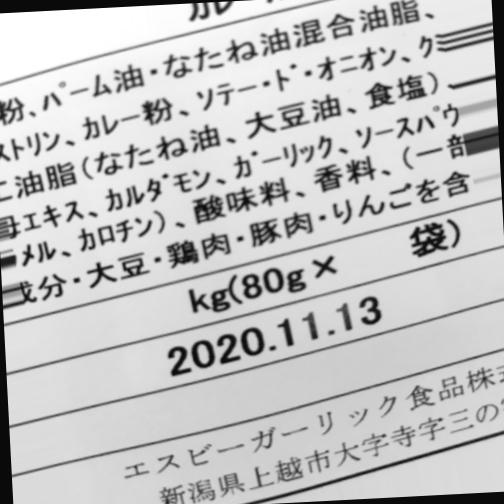 カレー
粉、パーム油・なたね油混合油脂、
ストリン、カレー粉、ソテー・ド・オニオン、ク
油脂(なたね油、大豆油、食塩)
母エキス、カルダモン、ガーリック、ソースパウ
メル、カロチン)、酸味料、香料、(一部
成分・大豆・鶏肉・豚肉・りんごを含
kg(80g× 袋)
2020.11.13
エスビーガーリック食品株式
新潟県上越市大字寺字三の